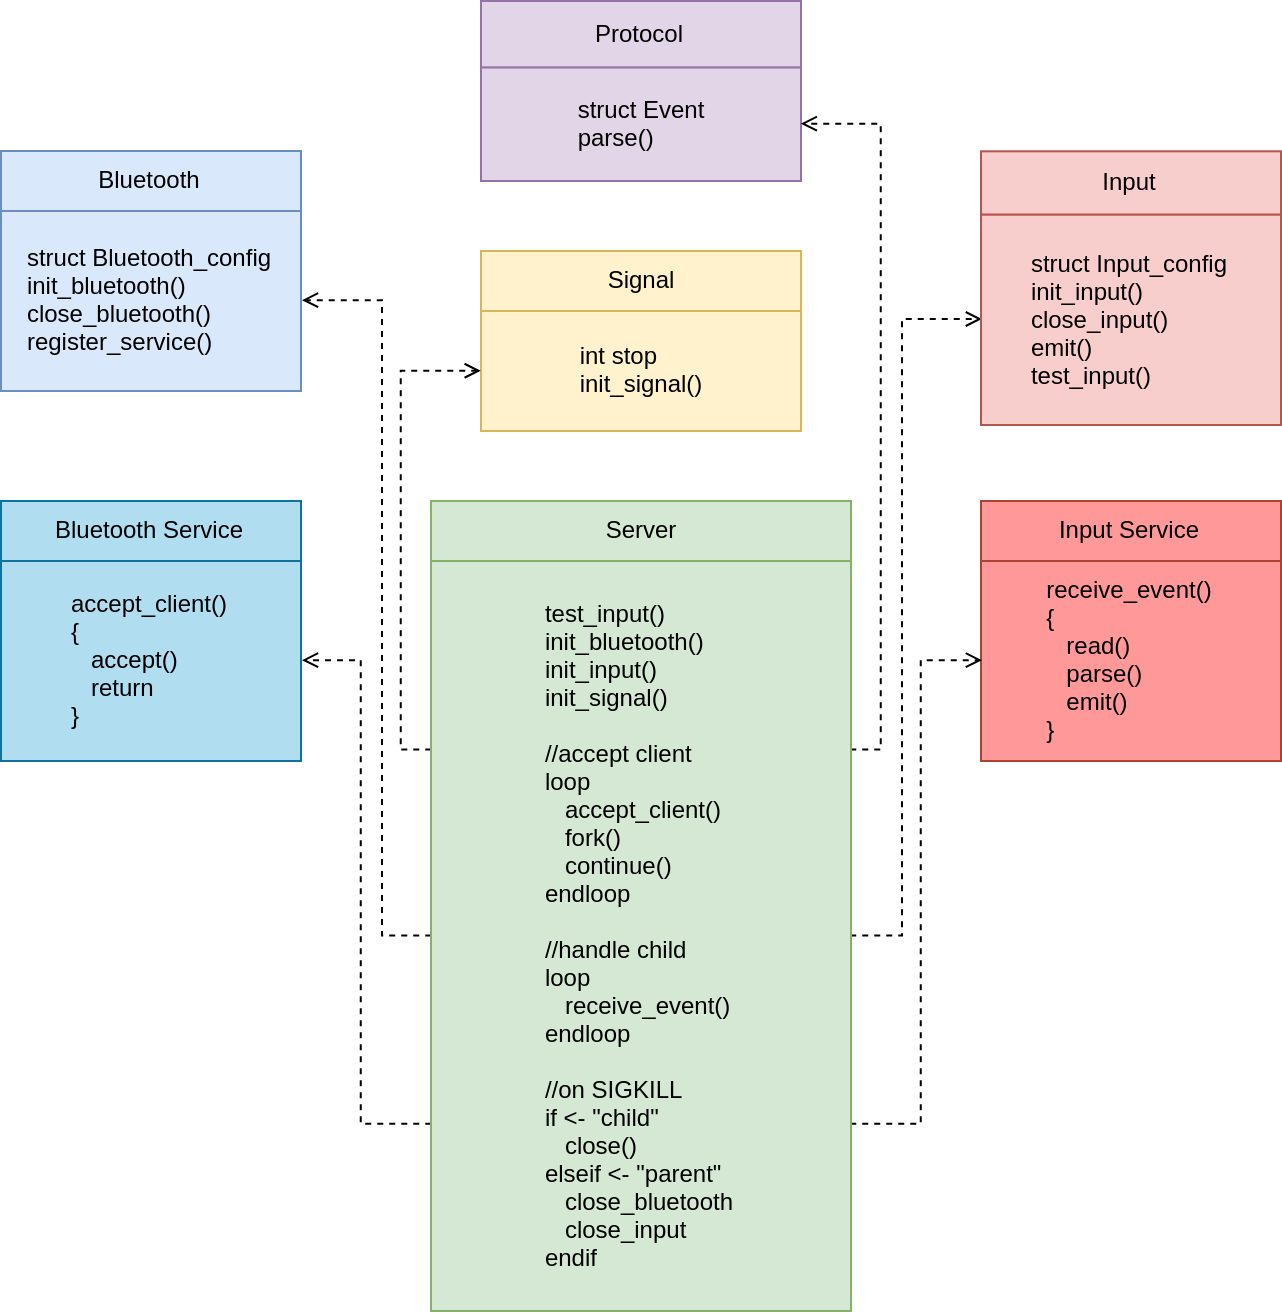 Protocol
struct Event
parse()
Bluetooth
struct Bluetooth_config
init_bluetooth()
close_bluetooth()
register_service()
Signal
int stop
init_signal()
Input
struct Input_config
init_input()
close_input()
emit()
test_input()
Bluetooth Service
accept_client()
{
accept()
return
}
Server
test_input()
init_bluetooth()
init_input()
init_signal()
//accept client
loop
accept_client()
fork()
continue()
endloop
//handle child
loop
receive_event()
endloop
//on SIGKILL
if <- "child"
close()
elseif <- "parent"
close_bluetooth
close_input
endif
Input Service
receive_event()
{
read()
parse()
emit()
}